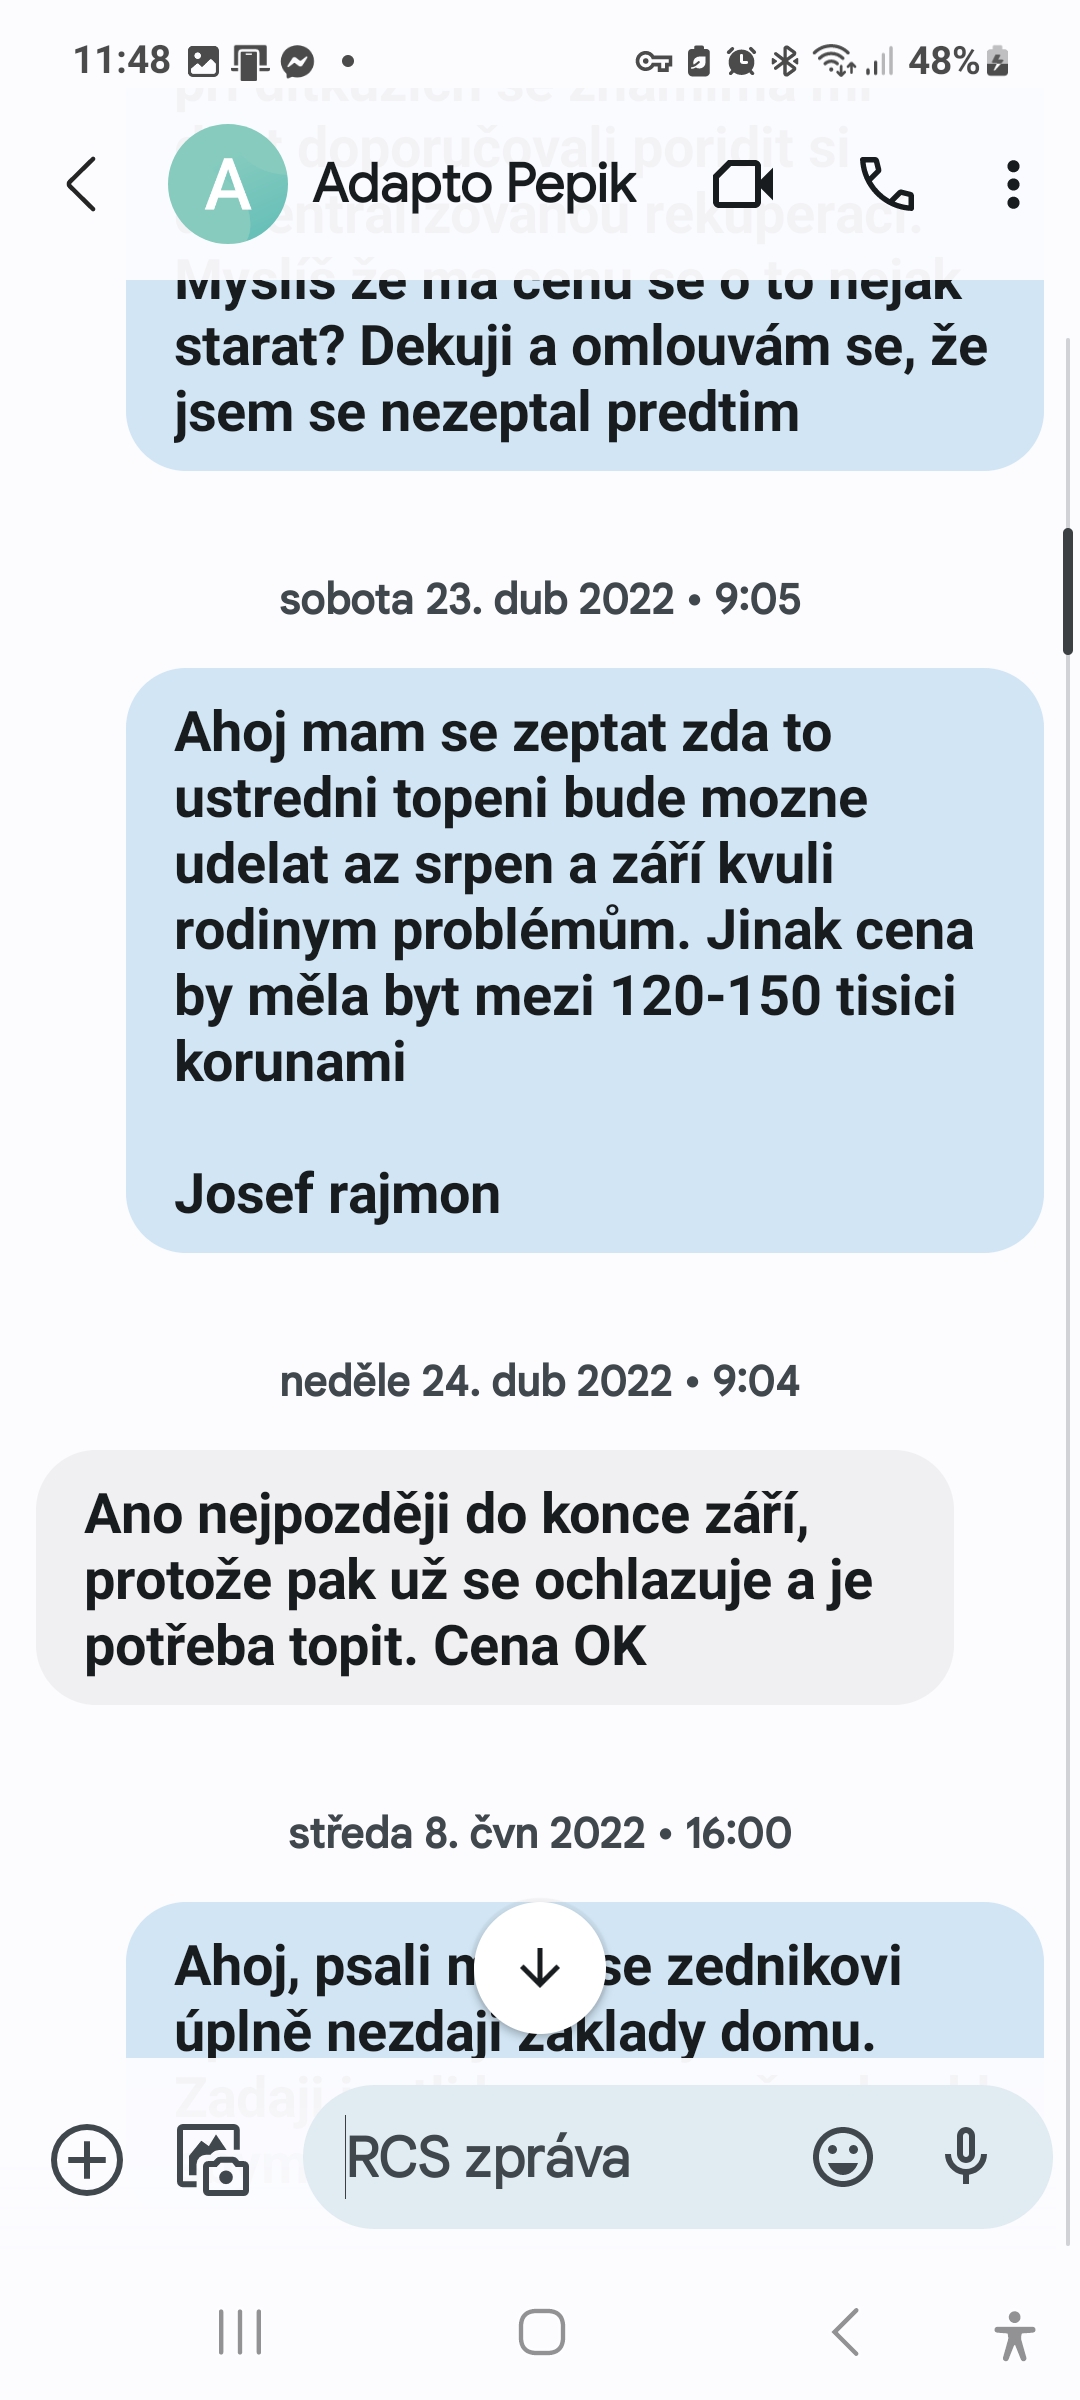 11:48
48%
doporučovali poridit si
Adapto Pepik
rekuperaci.
Myslíš že ma cenu se o to nejak
starat? Dekuji a omlouvám se, že
jsem se nezeptal predtim
sobota 23. dub 2022 • 9:05
Ahoj mam se zeptat zda to
ustredni topeni bude mozne
udelat az srpen a září kvuli
rodinym problémům. Jinak cena
by měla byt mezi 120-150 tisici
korunami
Josef rajmon
neděle 24. dub 2022 • 9:04
Ano nejpozději do konce září,
protože pak už se ochlazuje a je
potřeba topit. Cena OK
středa 8. čvn 2022 • 16:00
Ahoj, psali se zednikovi
úplně nezdaji zaklady domu.
Zadaji
RCS zpráva